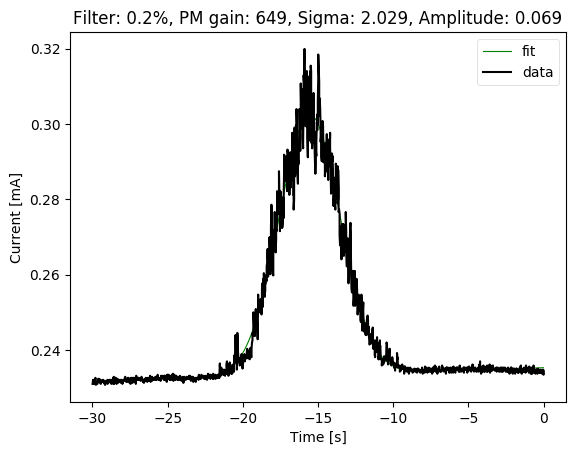 Filter: 0.2%, PM gain: 649, Sigma: 2.029, Amplitude: 0.069
fit
data
0.32
0.30
0.28
0.26
0.24
Current [mA]
−30
−25
−20
−15
−10
−5
0
Time [s]